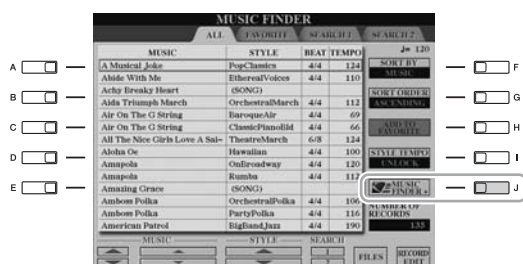 MUSIC FINDER
ALL FAVORITE SEARCH 1 SEARCH 2
MUSIC STYLE BEAT TEMPO
J= 120
A Musical Joke PopClassics 4/4 124
Abide With Me EtherealVoices 4/4 110
Achy Breaky Heart (SONG)
Aida Triumph March OrchestralMarch 4/4 112
Air On The G String BaroqueAir 4/4 69
Air On The G String ClassicPianoBld 4/4 66
All The Nice Girls Love A Sai~ TheatreMarch 6/8 124
Aloha Oe Hawaiian 4/4 100
Amapola OnBroadway 4/4 120
Amapola Rumba 4/4 112
Amazing Grace (SONG)
Amboss Polka OrchestralPolka 4/4 106
Amboss Polka PartyPolka 4/4 116
American Patrol BigBandJazz 4/4 190
SORT BY
MUSIC
SORT ORDER
ASCENDING
ADD TO
FAVORITE
STYLE TEMPO
UNLOCK
MUSIC
FINDER+
NUMBER OF
RECORDS
135
MUSIC STYLE SEARCH
1
2
FILES
RECORD
EDIT
A
B
C
D
E
F
G
H
I
J